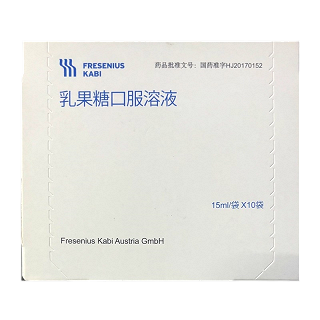 FRESENIUS
KABI
药品批准文号：国药准字HJ20170152
乳果糖口服溶液
15ml/袋 X10袋
Fresenius Kabi Austria GmbH